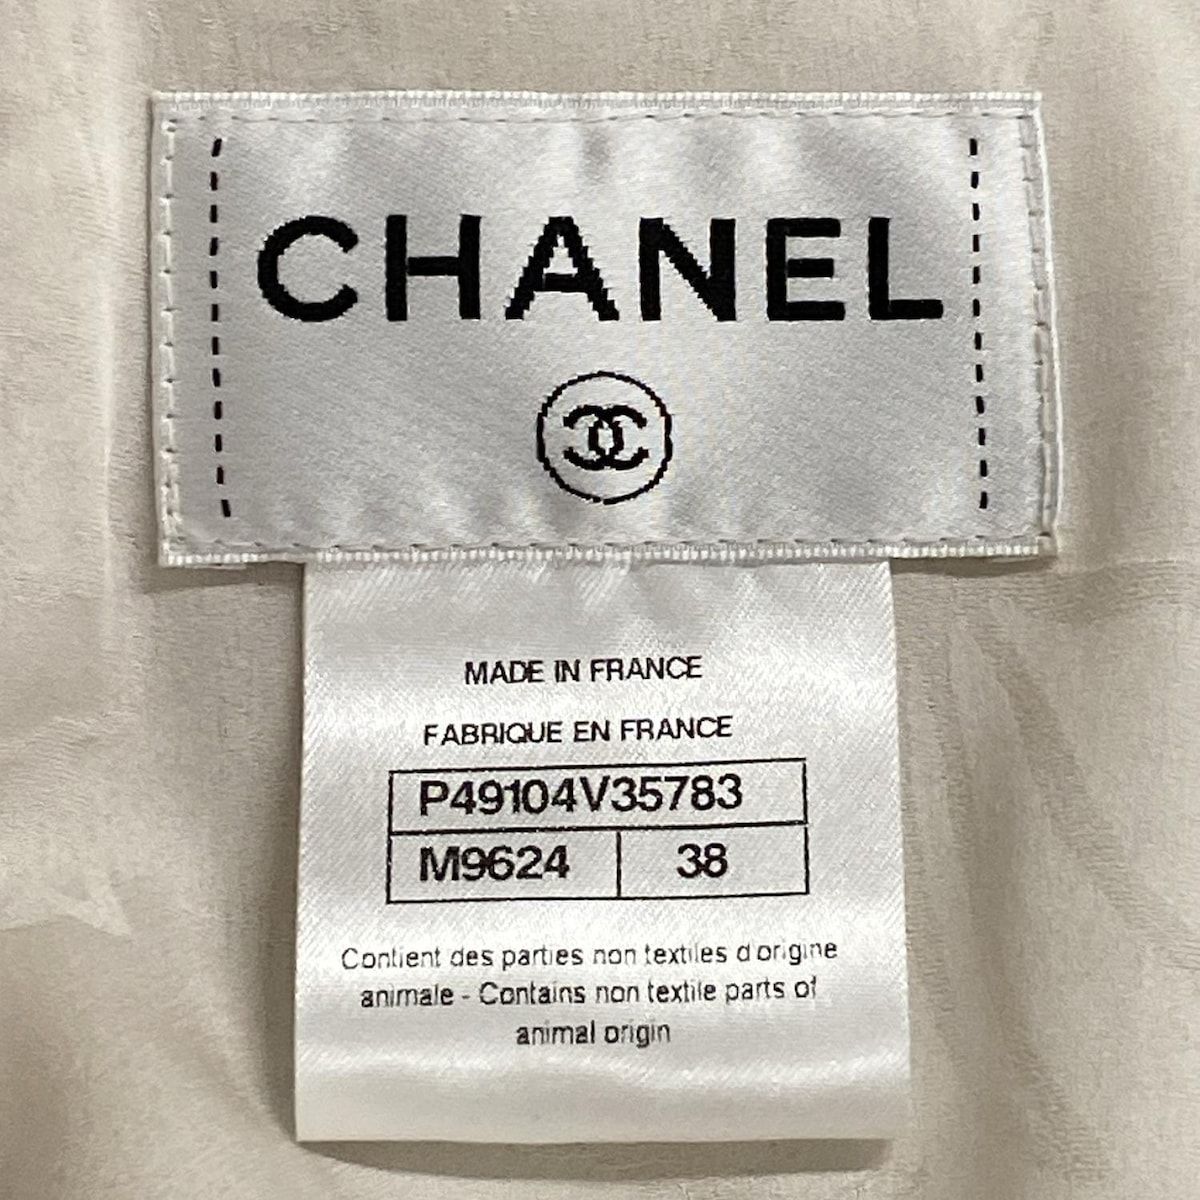 CHANEL
MADE IN FRANCE
FABRIQUE EN FRANCE
P49104V35783
M9624 38
Contient des parties non textiles d'origine
animale - Contains non textile parts of
animal origin